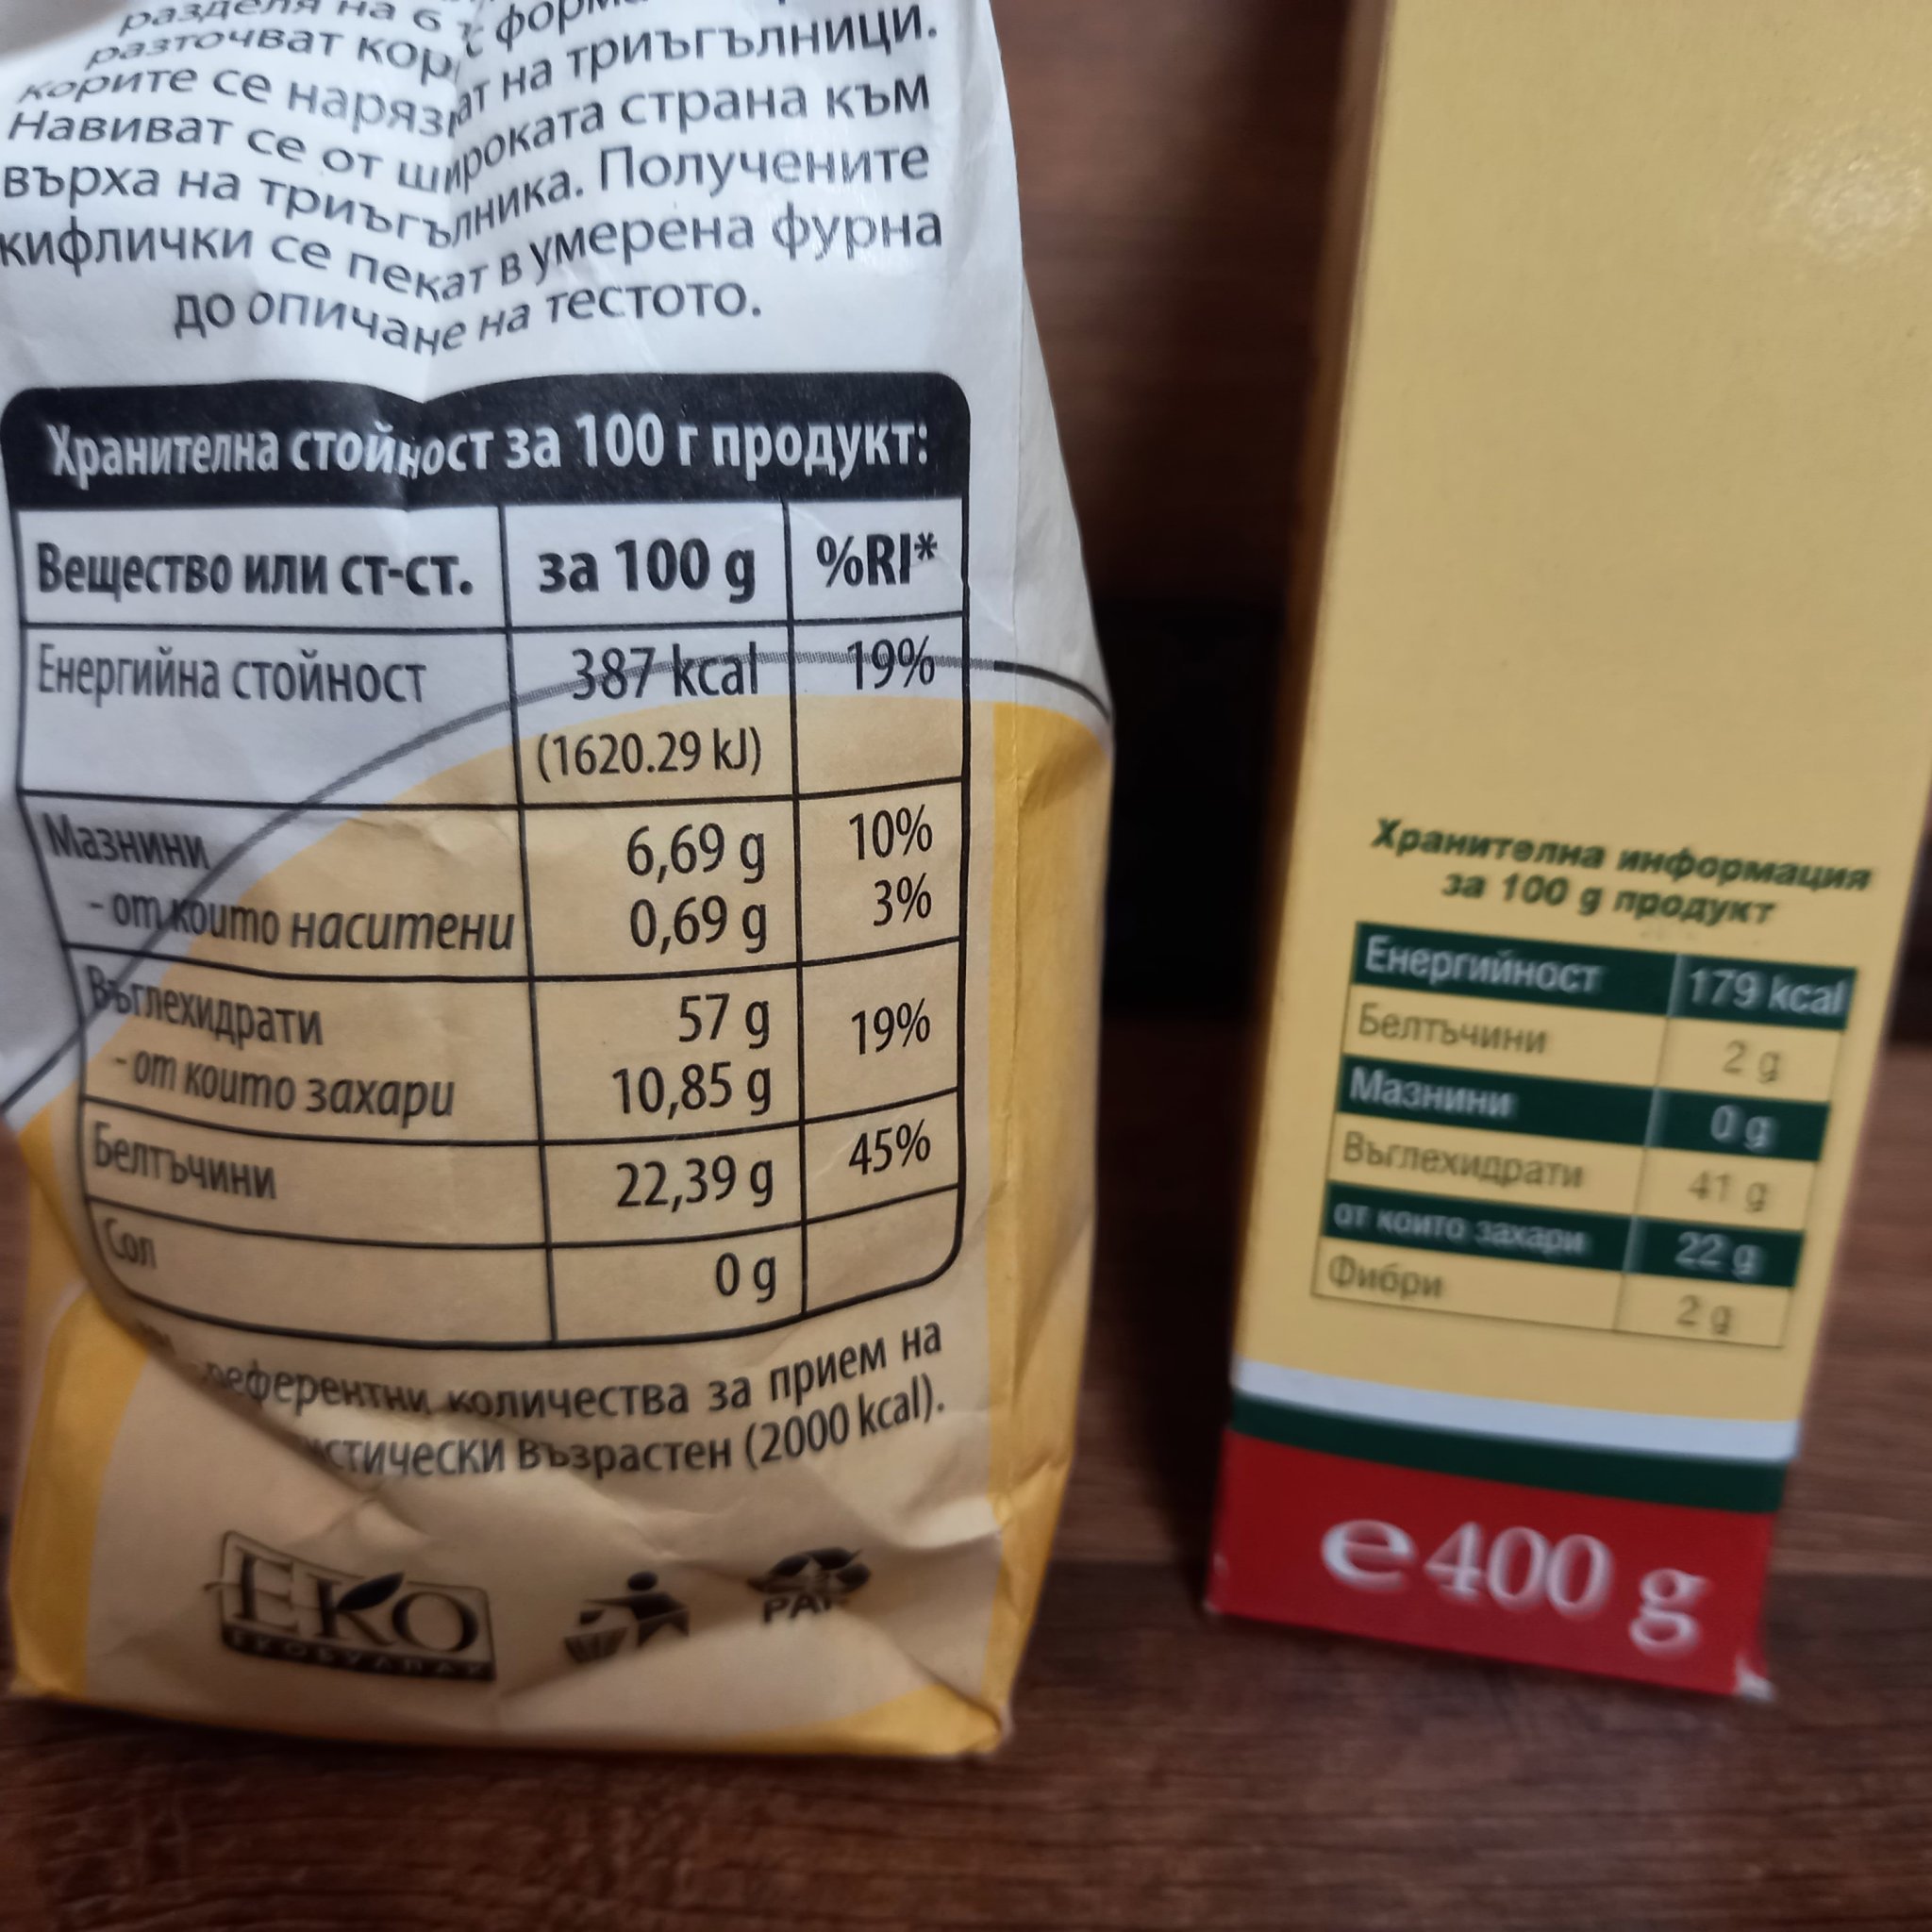 разделя на 6
разточват
корите се нарязват на триъгълници.
Навиват се от широката страна към
върха на триъгълника. Получените
кифлички се пекат в умерена фурна
до опичане на тестото.
Хранителна стойност за 100 г продукт:
Вещество или ст-ст. за 100 g %RI*
Енергийна стойност 387 kcal 19%
(1620.29 kJ)
Мазнини 6,69 g 10%
- от които наситени 0,69 g 3%
Въглехидрати 57 g 19%
- от които захари 10,85 g
Белтъчини 22,39 g 45%
Сол 0 g
референтни количества за прием на
възрастен (2000 kcal).
ЕКО
ЕКОБУЛПАК
PAP
Хранителна информация
за 100 g продукт
Енергийност 179 kcal
Белтъчини 2 g
Мазнини 0 g
Въглехидрати 41 g
от които захари 22 g
Фибри 2 g
e 400 g